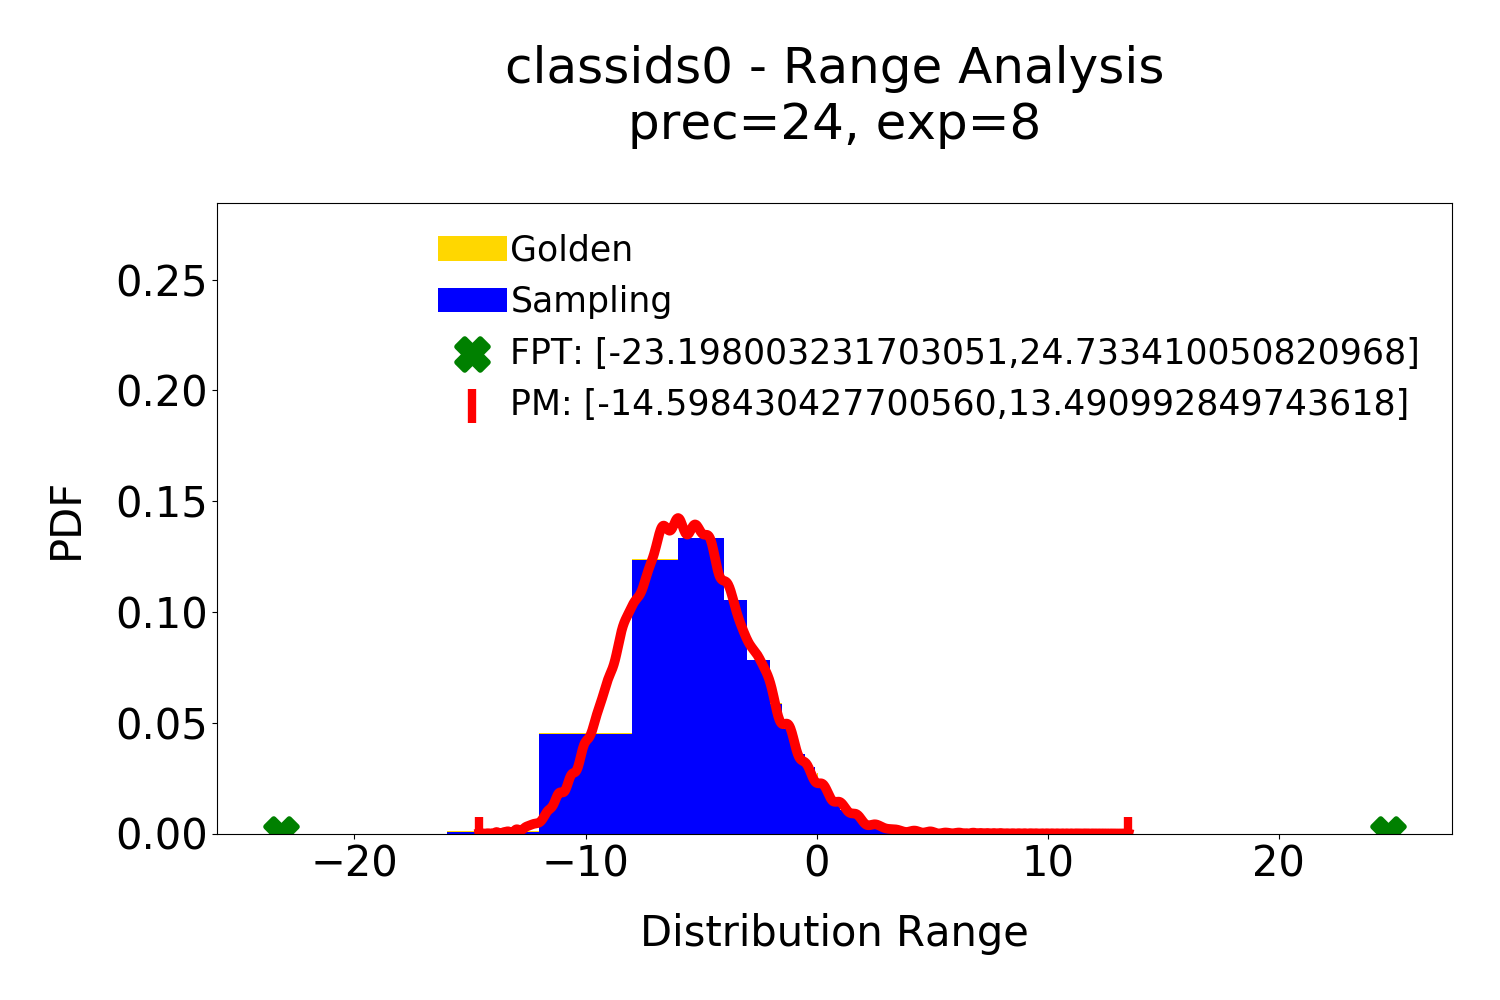 classids0 - Range Analysis
prec=24, exp=8
Golden
Sampling
FPT: [-23.198003231703051,24.733410050820968]
PM: [-14.598430427700560,13.490992849743618]
PDF
0.25
0.20
0.15
0.10
0.05
0.00
−20 −10 0 10 20
Distribution Range